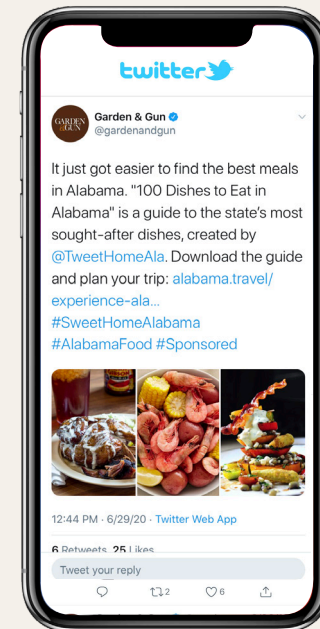 twitter
GARDEN
&GUN
Garden & Gun
@gardenandgun
It just got easier to find the best meals
in Alabama. "100 Dishes to Eat in
Alabama" is a guide to the state's most
sought-after dishes, created by
@TweetHomeAla. Download the guide
and plan your trip: alabama.travel/
experience-ala...
#SweetHomeAlabama
#AlabamaFood #Sponsored
12:44 PM · 6/29/20 · Twitter Web App
6 Retweets 25 Likes
Tweet your reply
2
6